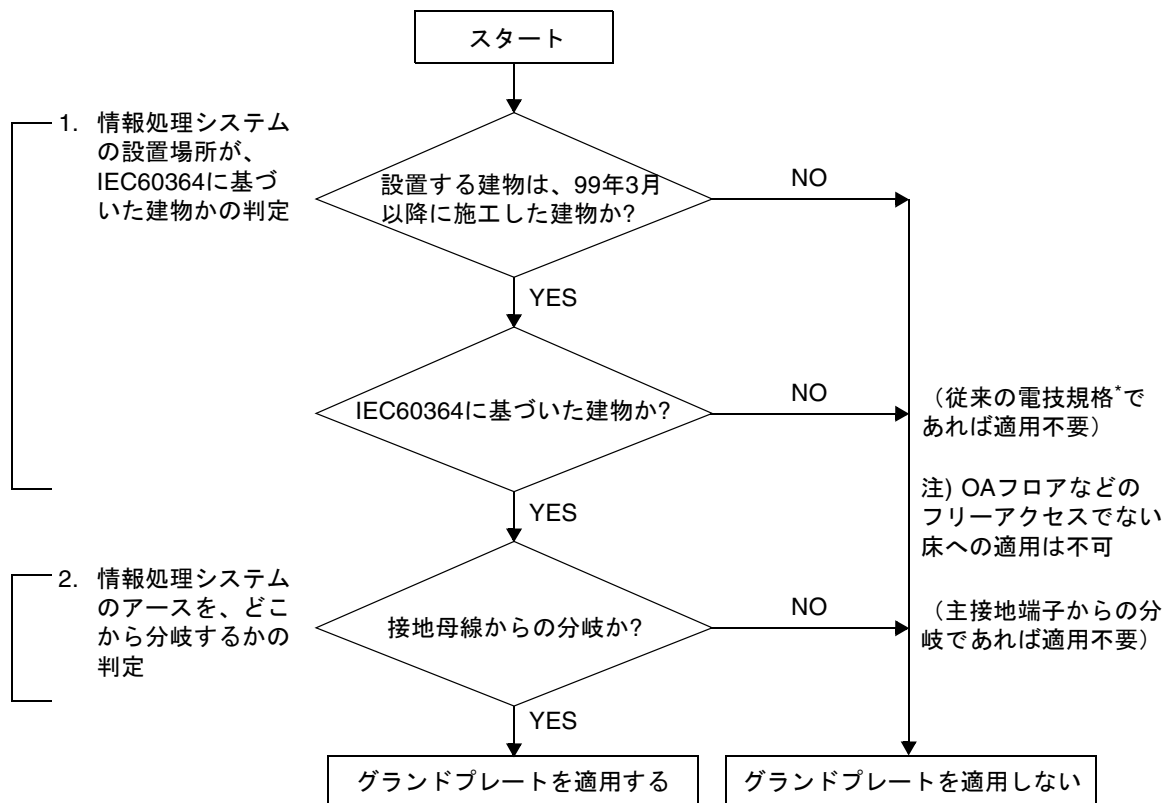 スタート
1. 情報処理システム
の設置場所が、
IEC60364に基づ
いた建物かの判定
設置する建物は、99年3月
以降に施工した建物か?
NO
YES
IEC60364に基づいた建物か?
NO
(従来の電技規格*で
あれば適用不要)
注) OAフロアなどの
フリーアクセスでない
床への適用は不可
YES
2. 情報処理システム
のアースを、どこ
から分岐するかの
判定
接地母線からの分岐か?
NO
(主接地端子からの分
岐であれば適用不要)
YES
グランドプレートを適用する
グランドプレートを適用しない